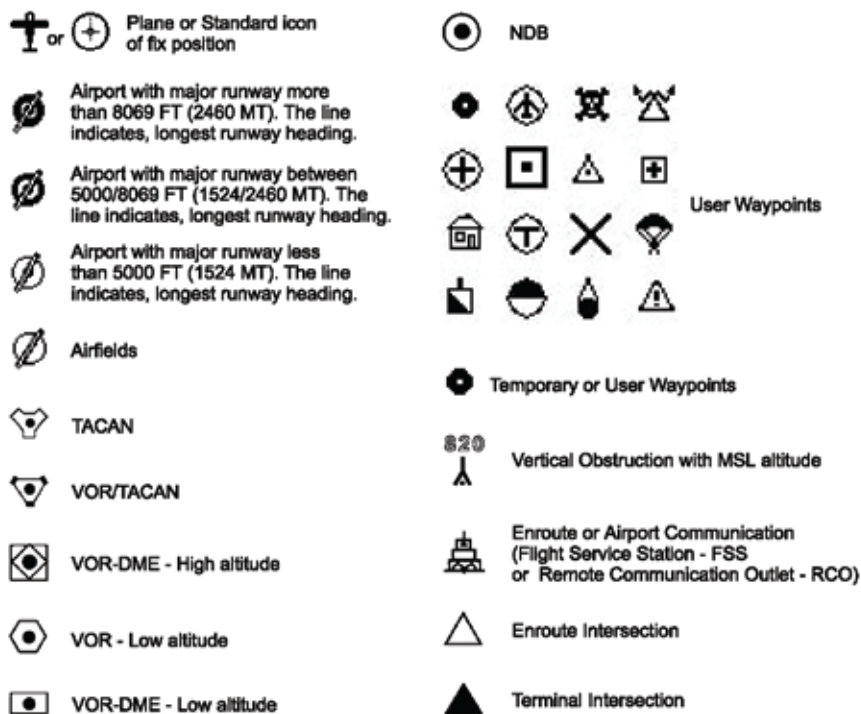 or
Plane or Standard icon
of fix position
Airport with major runway more
than 8069 FT (2460 MT). The line
indicates, longest runway heading.
Airport with major runway between
5000/8069 FT (1524/2460 MT). The
line indicates, longest runway heading.
Airport with major runway less
than 5000 FT (1524 MT). The line
indicates, longest runway heading.
Airfields
TACAN
VOR/TACAN
VOR-DME - High altitude
VOR - Low altitude
VOR-DME - Low altitude
NDB
User Waypoints
Temporary or User Waypoints
820
Vertical Obstruction with MSL altitude
Enroute or Airport Communication
(Flight Service Station - FSS
or Remote Communication Outlet - RCO)
Enroute Intersection
Terminal Intersection